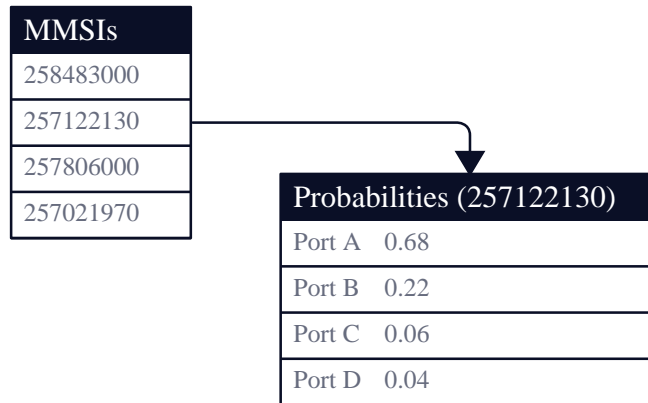 MMSIs
258483000
257122130
257806000
257021970
Probabilities (257122130)
Port A 0.68
Port B 0.22
Port C 0.06
Port D 0.04